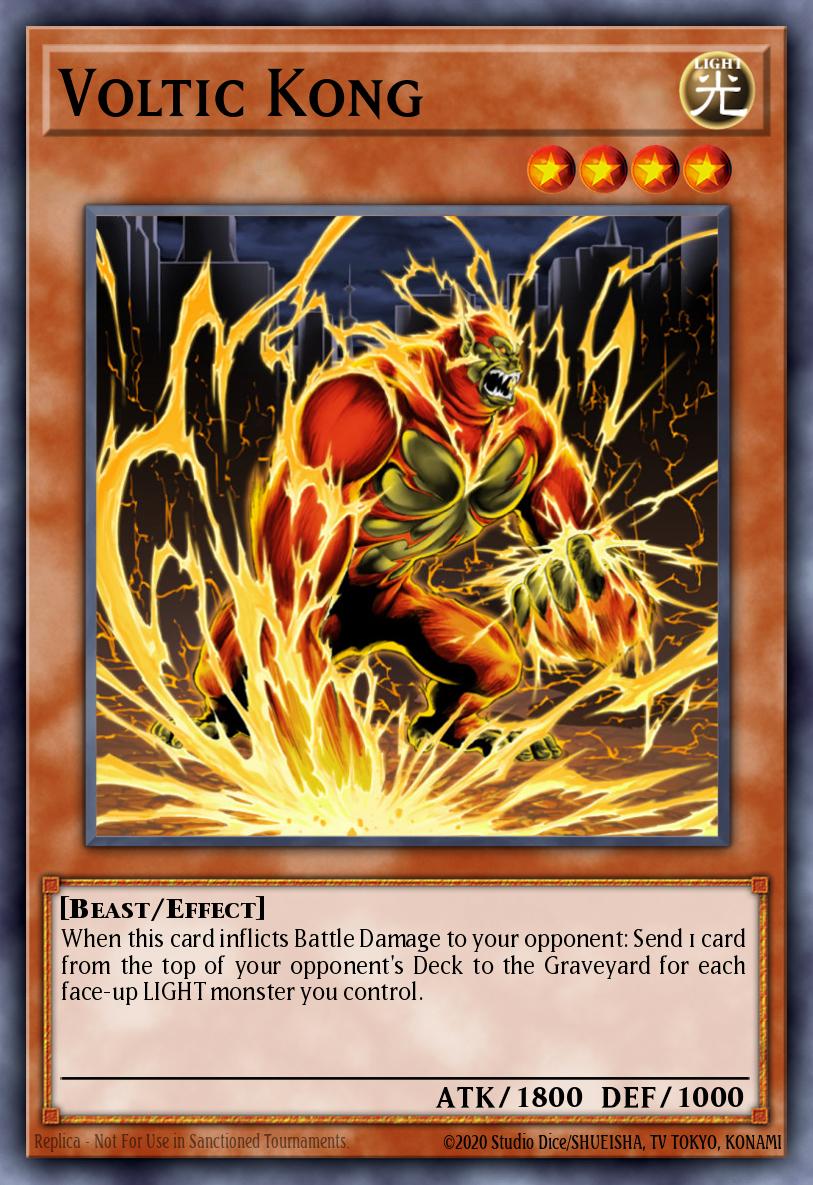 Voltic Kong
LIGHT
光
[Beast/Effect]
When this card inflicts Battle Damage to your opponent: Send 1 card
from the top of your opponent's Deck to the Graveyard for each
face-up LIGHT monster you control.
ATK/1800 DEF/1000
Replica - Not For Use in Sanctioned Tournaments.
©2020 Studio Dice/SHUEISHA, TV TOKYO, KONAMI